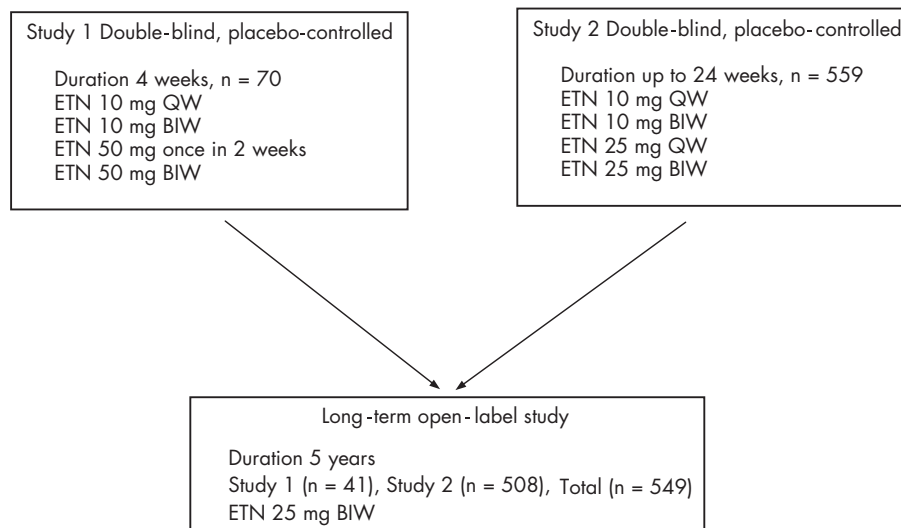 Study 1 Double-blind, placebo-controlled
Duration 4 weeks, n = 70
ETN 10 mg QW
ETN 10 mg BIW
ETN 50 mg once in 2 weeks
ETN 50 mg BIW
Study 2 Double-blind, placebo-controlled
Duration up to 24 weeks, n = 559
ETN 10 mg QW
ETN 10 mg BIW
ETN 25 mg QW
ETN 25 mg BIW
Long-term open-label study
Duration 5 years
Study 1 (n = 41), Study 2 (n = 508), Total (n = 549)
ETN 25 mg BIW